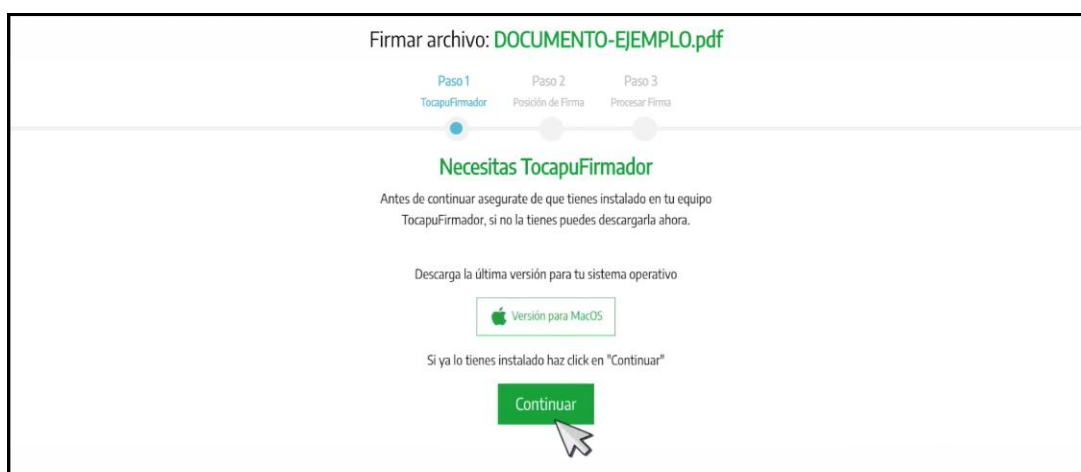 Firmar archivo: DOCUMENTO-EJEMPLO.pdf
Paso 1 Paso 2 Paso 3
TocapuFirmador Posición de Firma Procesar Firma
Necesitas TocapuFirmador
Antes de continuar asegurate de que tienes instalado en tu equipo
TocapuFirmador, si no la tienes puedes descargarla ahora.
Descarga la última versión para tu sistema operativo
Versión para MacOS
Si ya lo tienes instalado haz click en "Continuar"
Continuar